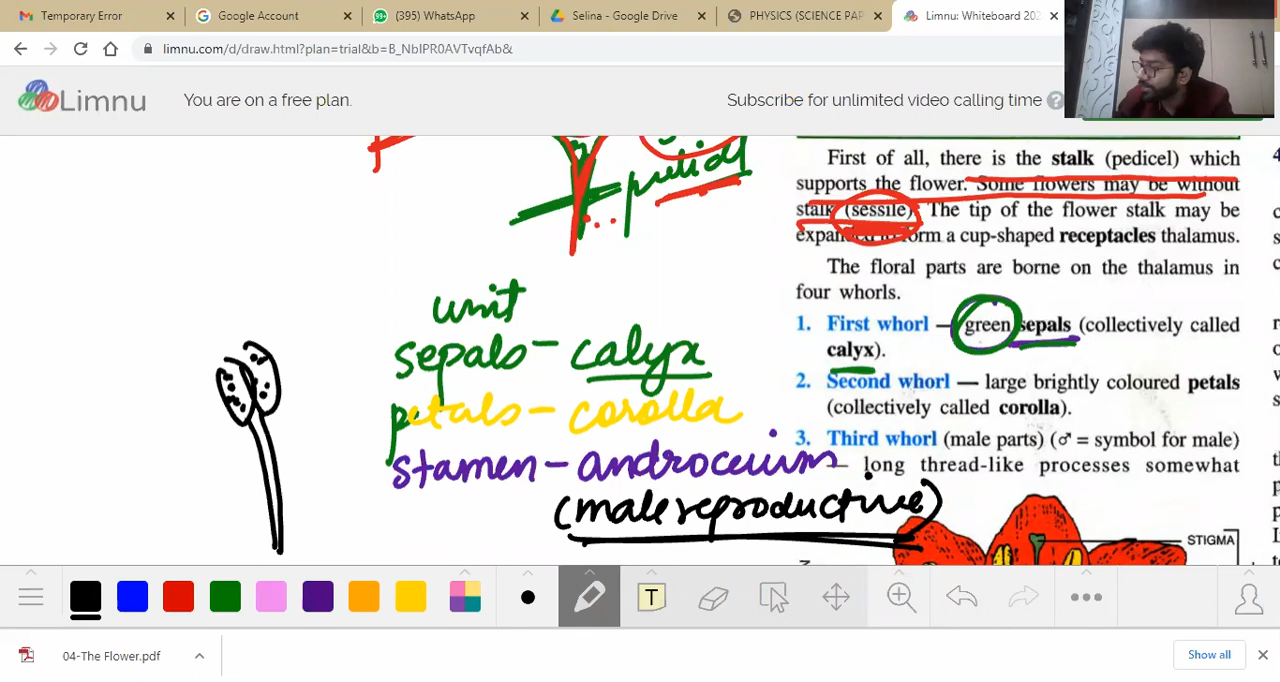 Temporary Error
Google Account
99+ (395) WhatsApp
Selina - Google Drive
PHYSICS (SCIENCE PAP
Limnu: Whiteboard 202
limnu.com/d/draw.html?plan=trial&b=B_NblPR0AVTvqfAb&
Limnu
You are on a free plan.
Subscribe for unlimited video calling time ?
First of all, there is the stalk (pedicel) which
supports the flower. Some flowers may be without
stalk (sessile). The tip of the flower stalk may be
expanded to form a cup-shaped receptacles thalamus.
The floral parts are borne on the thalamus in
four whorls.
1. First whorl — green sepals (collectively called
calyx).
2. Second whorl — large brightly coloured petals
(collectively called corolla).
3. Third whorl (male parts) (♂ = symbol for male)
— long thread-like processes somewhat
STIGMA
unit
sepals - calyx
petals - corolla
stamen - androceuim
(male reproductive)
T
04-The Flower.pdf
Show all